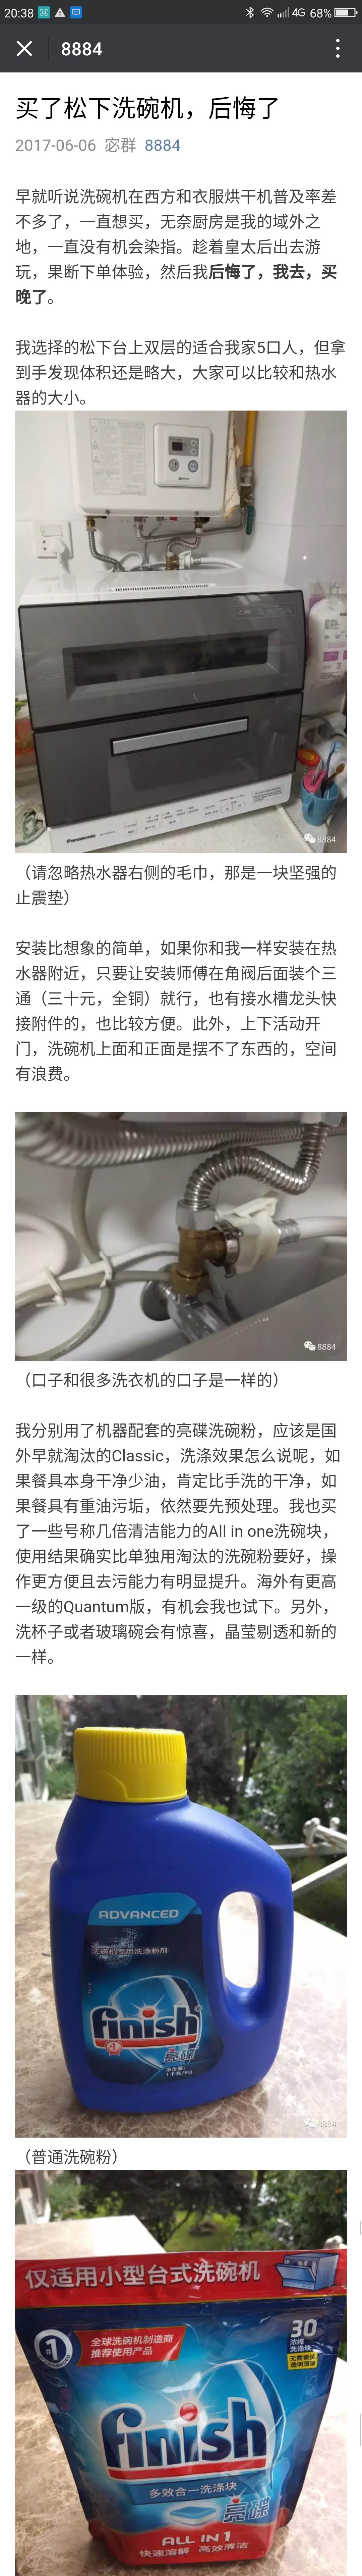 20:38
4G 68%
8884
买了松下洗碗机，后悔了
2017-06-06 宓群 8884
早就听说洗碗机在西方和衣服烘干机普及率差
不多了，一直想买，无奈厨房是我的域外之
地，一直没有机会染指。趁着皇太后出去游
玩，果断下单体验，然后我后悔了，我去，买
晚了。
我选择的松下台上双层的适合我家5口人，但拿
到手发现体积还是略大，大家可以比较和热水
器的大小。
Panasonic
8884
（请忽略热水器右侧的毛巾，那是一块坚强的
止震垫）
安装比想象的简单，如果你和我一样安装在热
水器附近，只要让安装师傅在角阀后面装个三
通（三十元，全铜）就行，也有接水槽龙头快
接附件的，也比较方便。此外，上下活动开
门，洗碗机上面和正面是摆不了东西的，空间
有浪费。
8884
（口子和很多洗衣机的口子是一样的）
我分别用了机器配套的亮碟洗碗粉，应该是国
外早就淘汰的Classic，洗涤效果怎么说呢，如
果餐具本身干净少油，肯定比手洗的干净，如
果餐具有重油污垢，依然要先预处理。我也买
了一些号称几倍清洁能力的All in one洗碗块，
使用结果确实比单独用淘汰的洗碗粉要好，操
作更方便且去污能力有明显提升。海外有更高
一级的Quantum版，有机会我也试下。另外，
洗杯子或者玻璃碗会有惊喜，晶莹剔透和新的
一样。
ADVANCED
洗碗机专用洗涤粉剂
finish
亮碟
8884
（普通洗碗粉）
仅适用小型台式洗碗机
#1
全球洗碗机制造商
推荐使用产品
30
浓缩
洗涤块
finish
多效合一洗涤块
亮碟
ALL IN 1
快速溶解 高效清洁